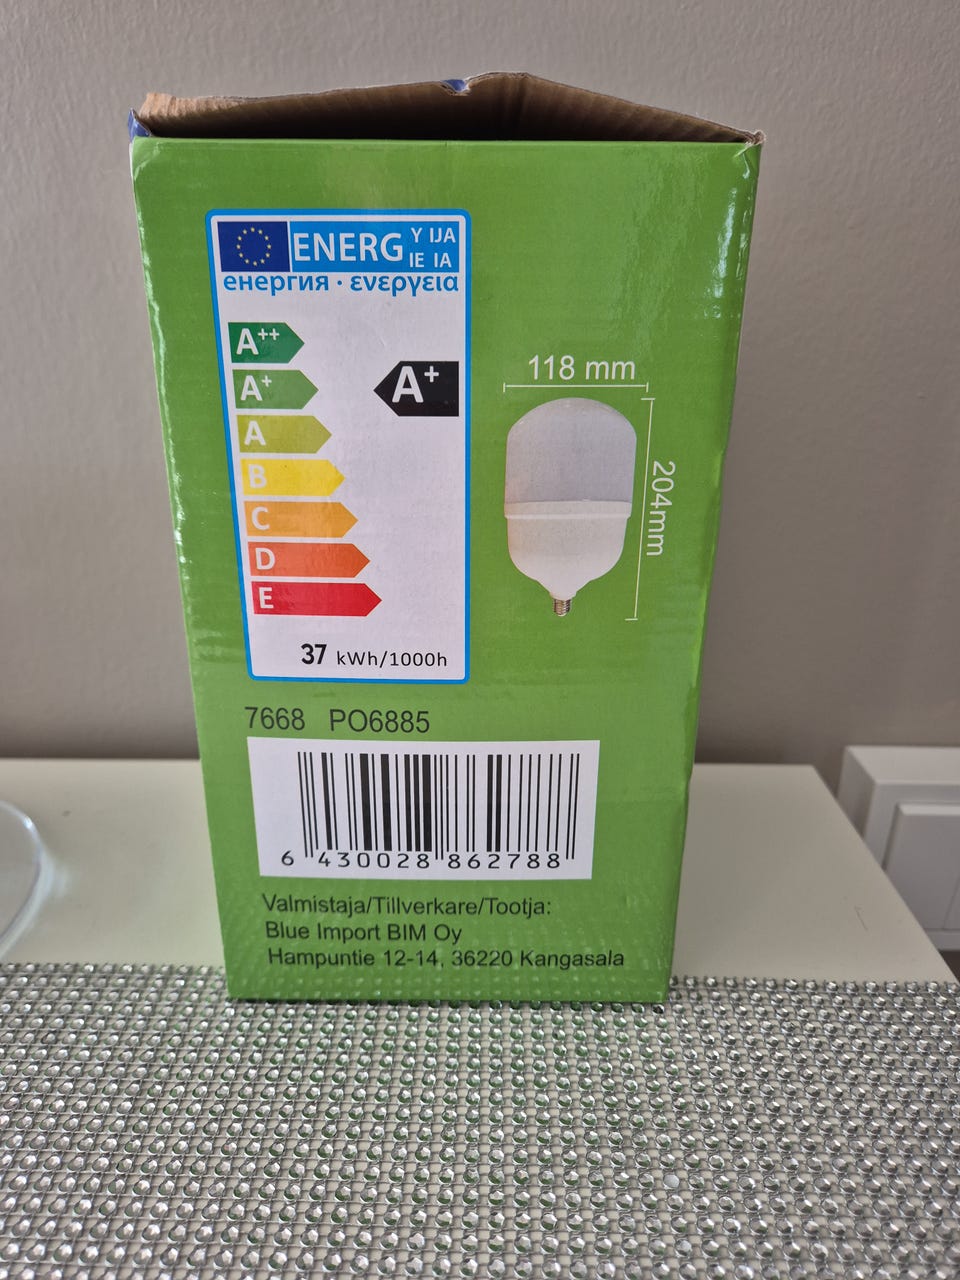 ENERG Y IJA
IE IA
енергия · ενεργεια
A++
A+
A+
A
B
C
D
E
37 kWh/1000h
118 mm
204mm
7668 PO6885
6 430028 862788
Valmistaja/Tillverkare/Tootja:
Blue Import BIM Oy
Hampuntie 12-14, 36220 Kangasala